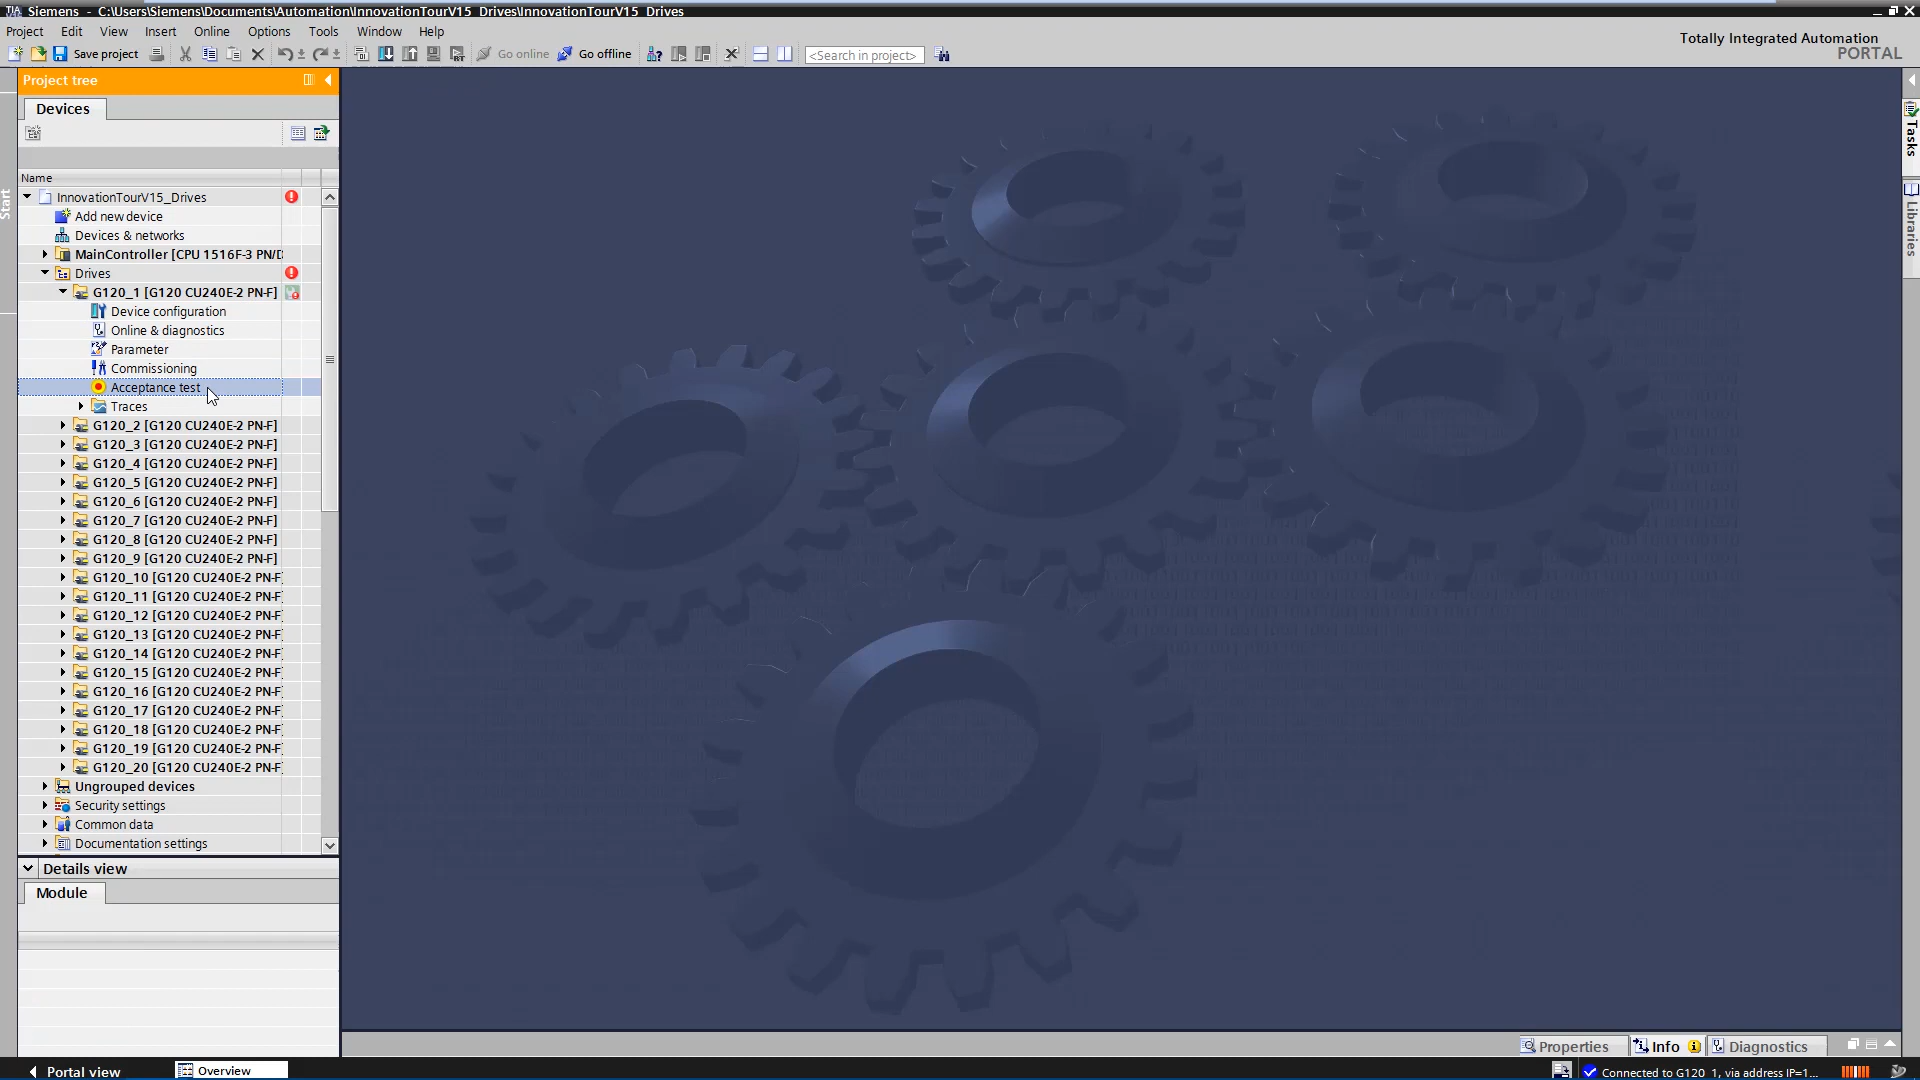 Siemens - C:\Users\Siemens\Documents\Automation\InnovationTourV15_Drives\InnovationTourV15_Drives
Project Edit View Insert Online Options Tools Window Help
Totally Integrated Automation
PORTAL
Save project Go online Go offline <Search in project>
Project tree
Devices
Name
InnovationTourV15_Drives
Add new device
Devices & networks
MainController [CPU 1516F-3 PN/D
Drives
G120_1 [G120 CU240E-2 PN-F]
Device configuration
Online & diagnostics
Parameter
Commissioning
Acceptance test
Traces
G120_2 [G120 CU240E-2 PN-F]
G120_3 [G120 CU240E-2 PN-F]
G120_4 [G120 CU240E-2 PN-F]
G120_5 [G120 CU240E-2 PN-F]
G120_6 [G120 CU240E-2 PN-F]
G120_7 [G120 CU240E-2 PN-F]
G120_8 [G120 CU240E-2 PN-F]
G120_9 [G120 CU240E-2 PN-F]
G120_10 [G120 CU240E-2 PN-F]
G120_11 [G120 CU240E-2 PN-F]
G120_12 [G120 CU240E-2 PN-F]
G120_13 [G120 CU240E-2 PN-F]
G120_14 [G120 CU240E-2 PN-F]
G120_15 [G120 CU240E-2 PN-F]
G120_16 [G120 CU240E-2 PN-F]
G120_17 [G120 CU240E-2 PN-F]
G120_18 [G120 CU240E-2 PN-F]
G120_19 [G120 CU240E-2 PN-F]
G120_20 [G120 CU240E-2 PN-F]
Ungrouped devices
Security settings
Common data
Documentation settings
Details view
Module
Start
Tasks
Libraries
Properties Info Diagnostics
Portal view Overview
Connected to G120_1, via address IP=1...